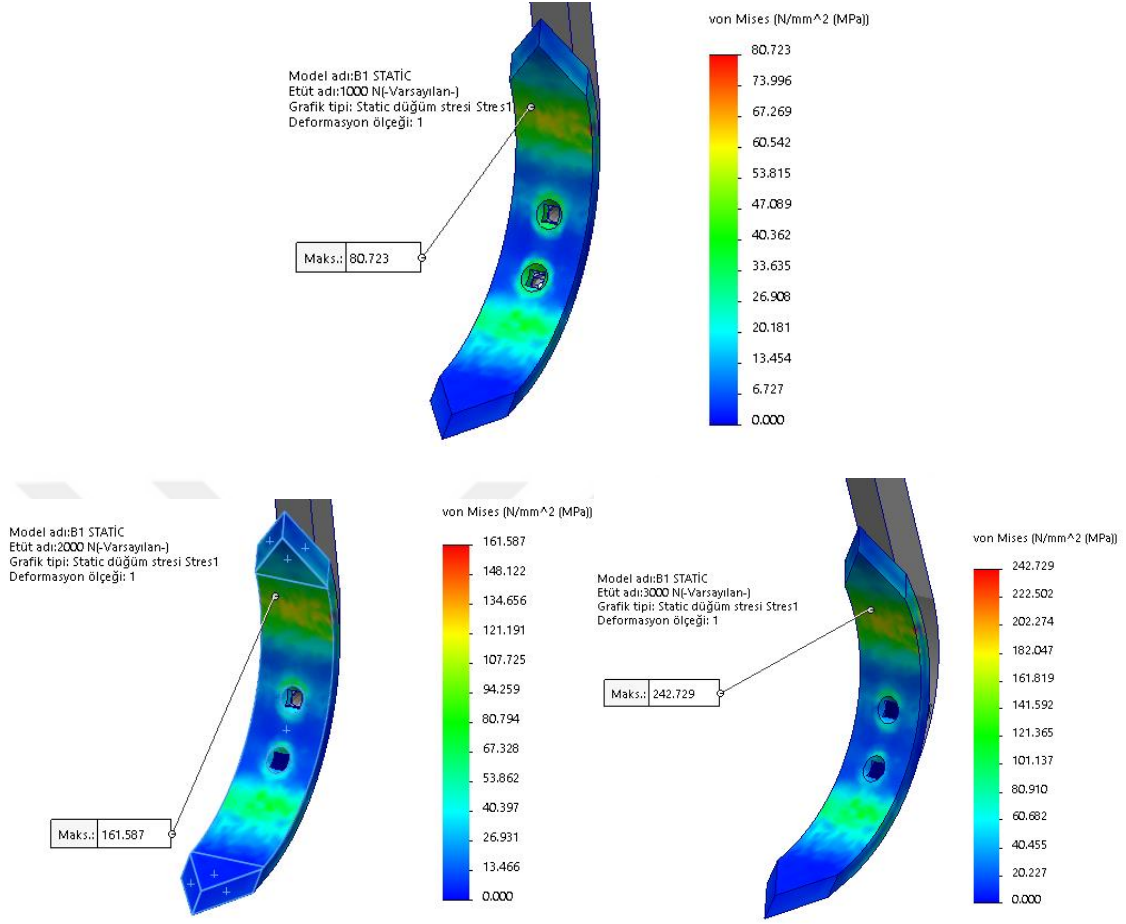 von Mises (N/mm^2 (MPa))
Model adı:B1 STATİC
Etüt adı:1000 N(-Varsayılan-)
Grafik tipi: Static düğüm stresi Stres1
Deformasyon ölçeği: 1
Maks.: 80.723
80.723
73.996
67.269
60.542
53.815
47.089
40.362
33.635
26.908
20.181
13.454
6.727
0.000
Model adı:B1 STATİC
Etüt adı:2000 N(-Varsayılan-)
Grafik tipi: Static düğüm stresi Stres1
Deformasyon ölçeği: 1
Maks.: 161.587
von Mises (N/mm^2 (MPa))
161.587
148.122
134.656
121.191
107.725
94.259
80.794
67.328
53.862
40.397
26.931
13.466
0.000
Model adı:B1 STATİC
Etüt adı:3000 N(-Varsayılan-)
Grafik tipi: Static düğüm stresi Stres1
Deformasyon ölçeği: 1
Maks.: 242.729
von Mises (N/mm^2 (MPa))
242.729
222.502
202.274
182.047
161.819
141.592
121.365
101.137
80.910
60.682
40.455
20.227
0.000